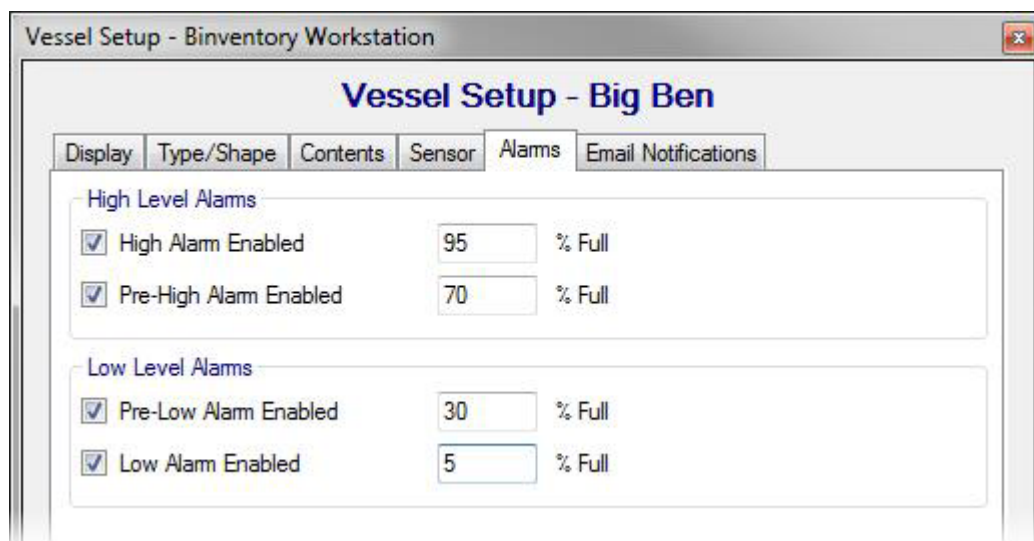 Vessel Setup - Binventory Workstation
Vessel Setup - Big Ben
Display Type/Shape Contents Sensor Alarms Email Notifications
High Level Alarms
High Alarm Enabled 95 % Full
Pre-High Alarm Enabled 70 % Full
Low Level Alarms
Pre-Low Alarm Enabled 30 % Full
Low Alarm Enabled 5 % Full